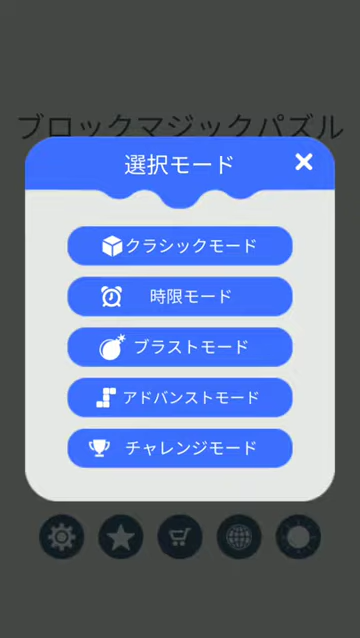 ブロックマジックパズル
選択モード
クラシックモード
時限モード
ブラストモード
アドバンストモード
チャレンジモード